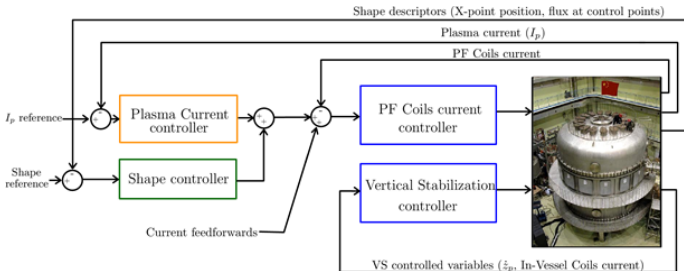 Shape descriptors (X-point position, flux at control points)
Plasma current (Iₚ)
PF Coils current
Iₚ reference
Plasma Current
controller
PF Coils current
controller
Shape
reference
Shape controller
Vertical Stabilization
controller
Current feedforwards
VS controlled variables (żₚ, In-Vessel Coils current)